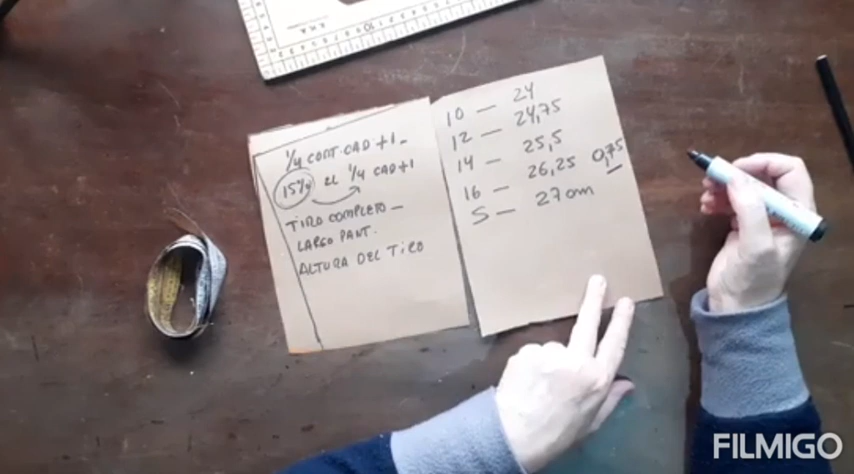 1/4 CONT. CAD + 1 -
15% EL 1/4 CAD + 1
TIRO COMPLETO -
LARGO PANT.
ALTURA DEL TIRO
10 — 24
12 — 24,75
14 — 25,5
16 — 26,25 0,75
S — 27 cm
FILMIGO